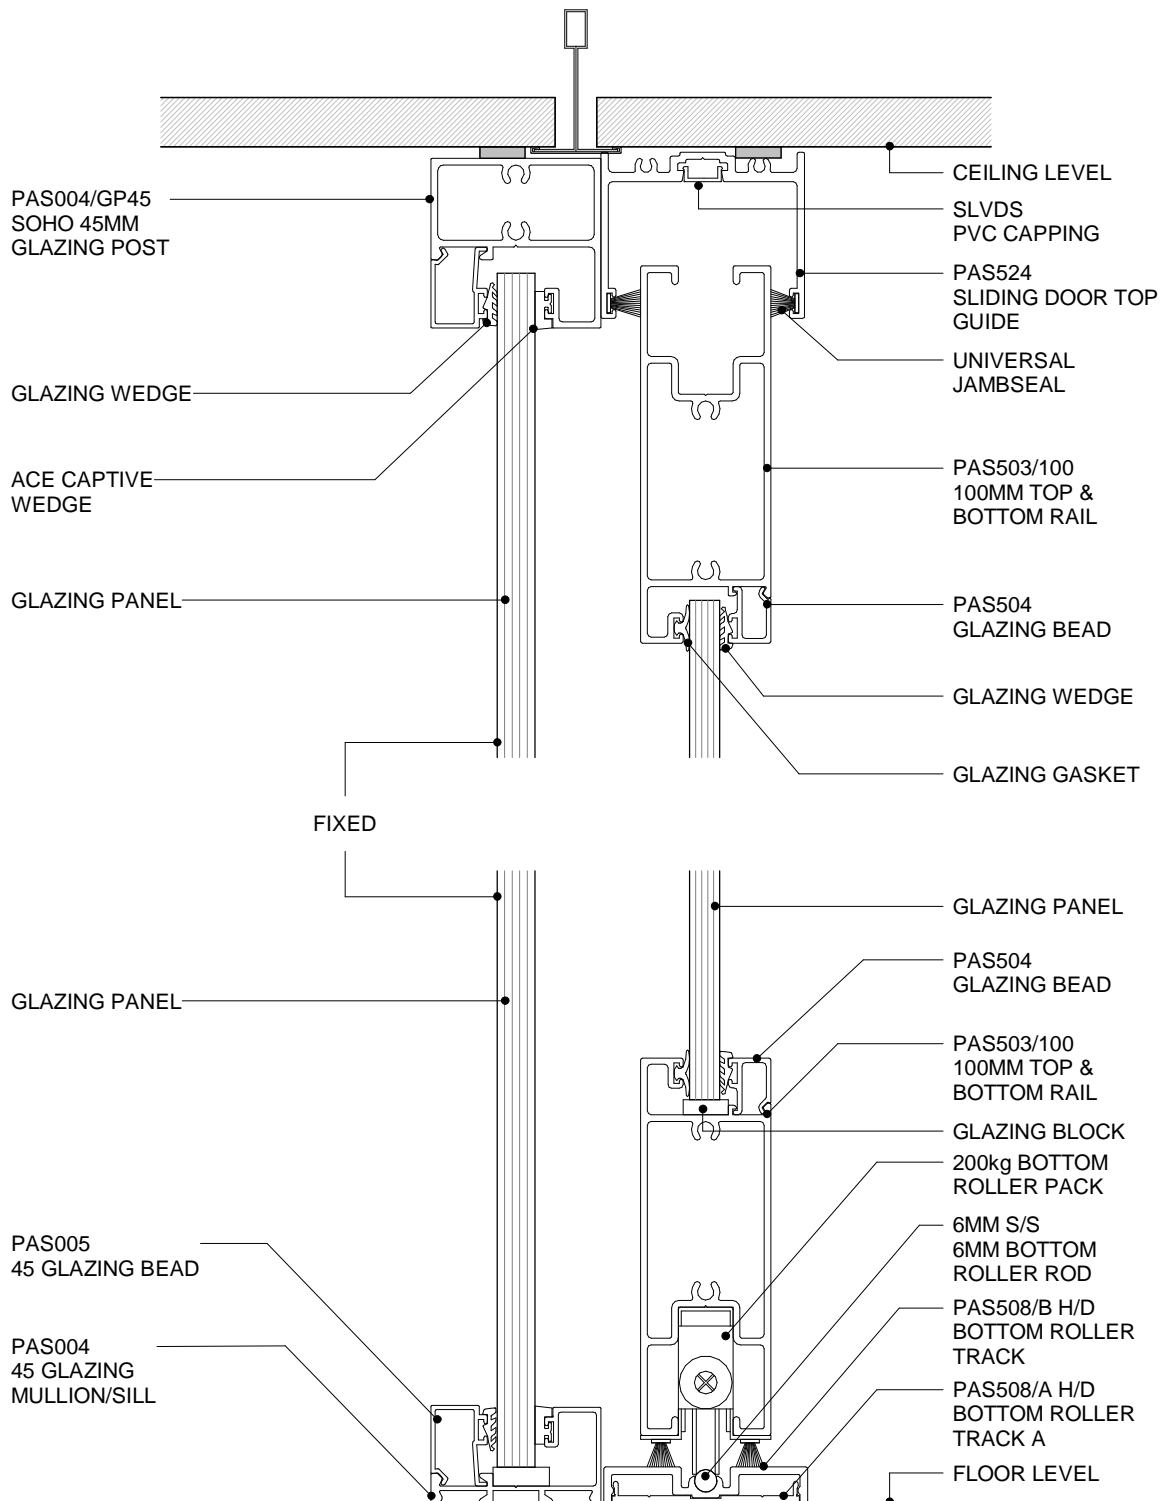 PAS004/GP45
SOHO 45MM
GLAZING POST
GLAZING WEDGE
ACE CAPTIVE
WEDGE
GLAZING PANEL
FIXED
GLAZING PANEL
PAS005
45 GLAZING BEAD
PAS004
45 GLAZING
MULLION/SILL
CEILING LEVEL
SLVDS
PVC CAPPING
PAS524
SLIDING DOOR TOP
GUIDE
UNIVERSAL
JAMBSEAL
PAS503/100
100MM TOP &
BOTTOM RAIL
PAS504
GLAZING BEAD
GLAZING WEDGE
GLAZING GASKET
GLAZING PANEL
PAS504
GLAZING BEAD
PAS503/100
100MM TOP &
BOTTOM RAIL
GLAZING BLOCK
200kg BOTTOM
ROLLER PACK
6MM S/S
6MM BOTTOM
ROLLER ROD
PAS508/B H/D
BOTTOM ROLLER
TRACK
PAS508/A H/D
BOTTOM ROLLER
TRACK A
FLOOR LEVEL